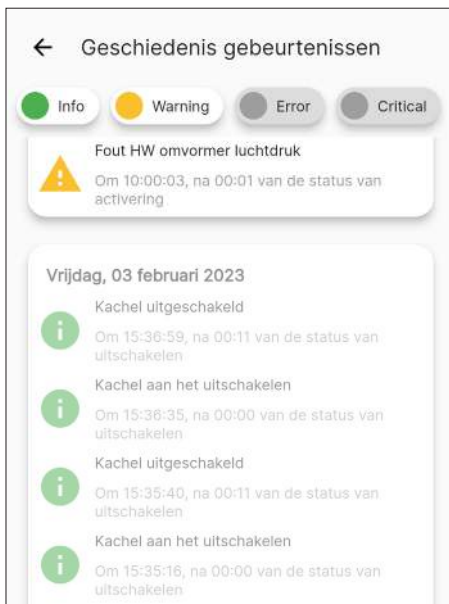 Geschiedenis gebeurtenissen
Info
Warning
Error
Critical
Fout HW omvormer luchtdruk
Om 10:00:03, na 00:01 van de status van
activering
Vrijdag, 03 februari 2023
Kachel uitgeschakeld
Om 15:36:59, na 00:11 van de status van
uitschakelen
Kachel aan het uitschakelen
Om 15:36:35, na 00:00 van de status van
uitschakelen
Kachel uitgeschakeld
Om 15:35:40, na 00:11 van de status van
uitschakelen
Kachel aan het uitschakelen
Om 15:35:16, na 00:00 van de status van
uitschakelen